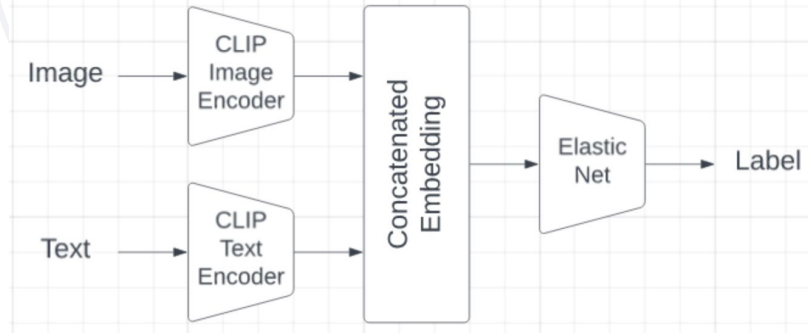 Image
CLIP
Image
Encoder
Text
CLIP
Text
Encoder
Concatenated
Embedding
Elastic
Net
Label